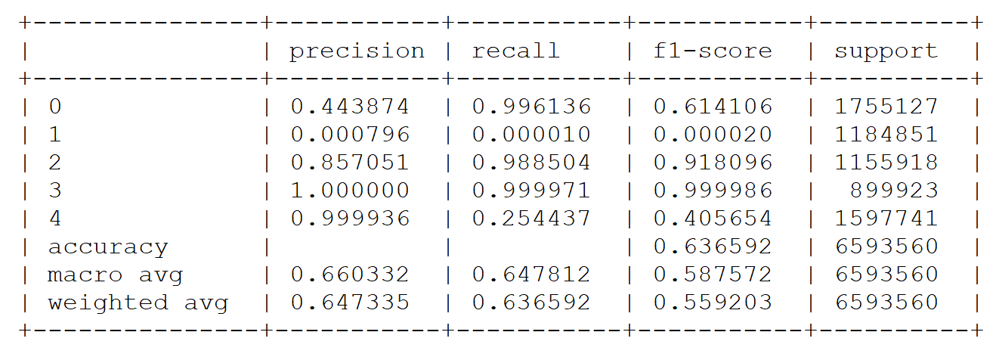 +---------------+-----------+-----------+-----------+----------+
|               | precision | recall    | f1-score  | support  |
+---------------+-----------+-----------+-----------+----------+
| 0             | 0.443874  | 0.996136  | 0.614106  | 1755127  |
| 1             | 0.000796  | 0.000010  | 0.000020  | 1184851  |
| 2             | 0.857051  | 0.988504  | 0.918096  | 1155918  |
| 3             | 1.000000  | 0.999971  | 0.999986  |  899923  |
| 4             | 0.999936  | 0.254437  | 0.405654  | 1597741  |
| accuracy      |           |           | 0.636592  | 6593560  |
| macro avg     | 0.660332  | 0.647812  | 0.587572  | 6593560  |
| weighted avg  | 0.647335  | 0.636592  | 0.559203  | 6593560  |
+---------------+-----------+-----------+-----------+----------+